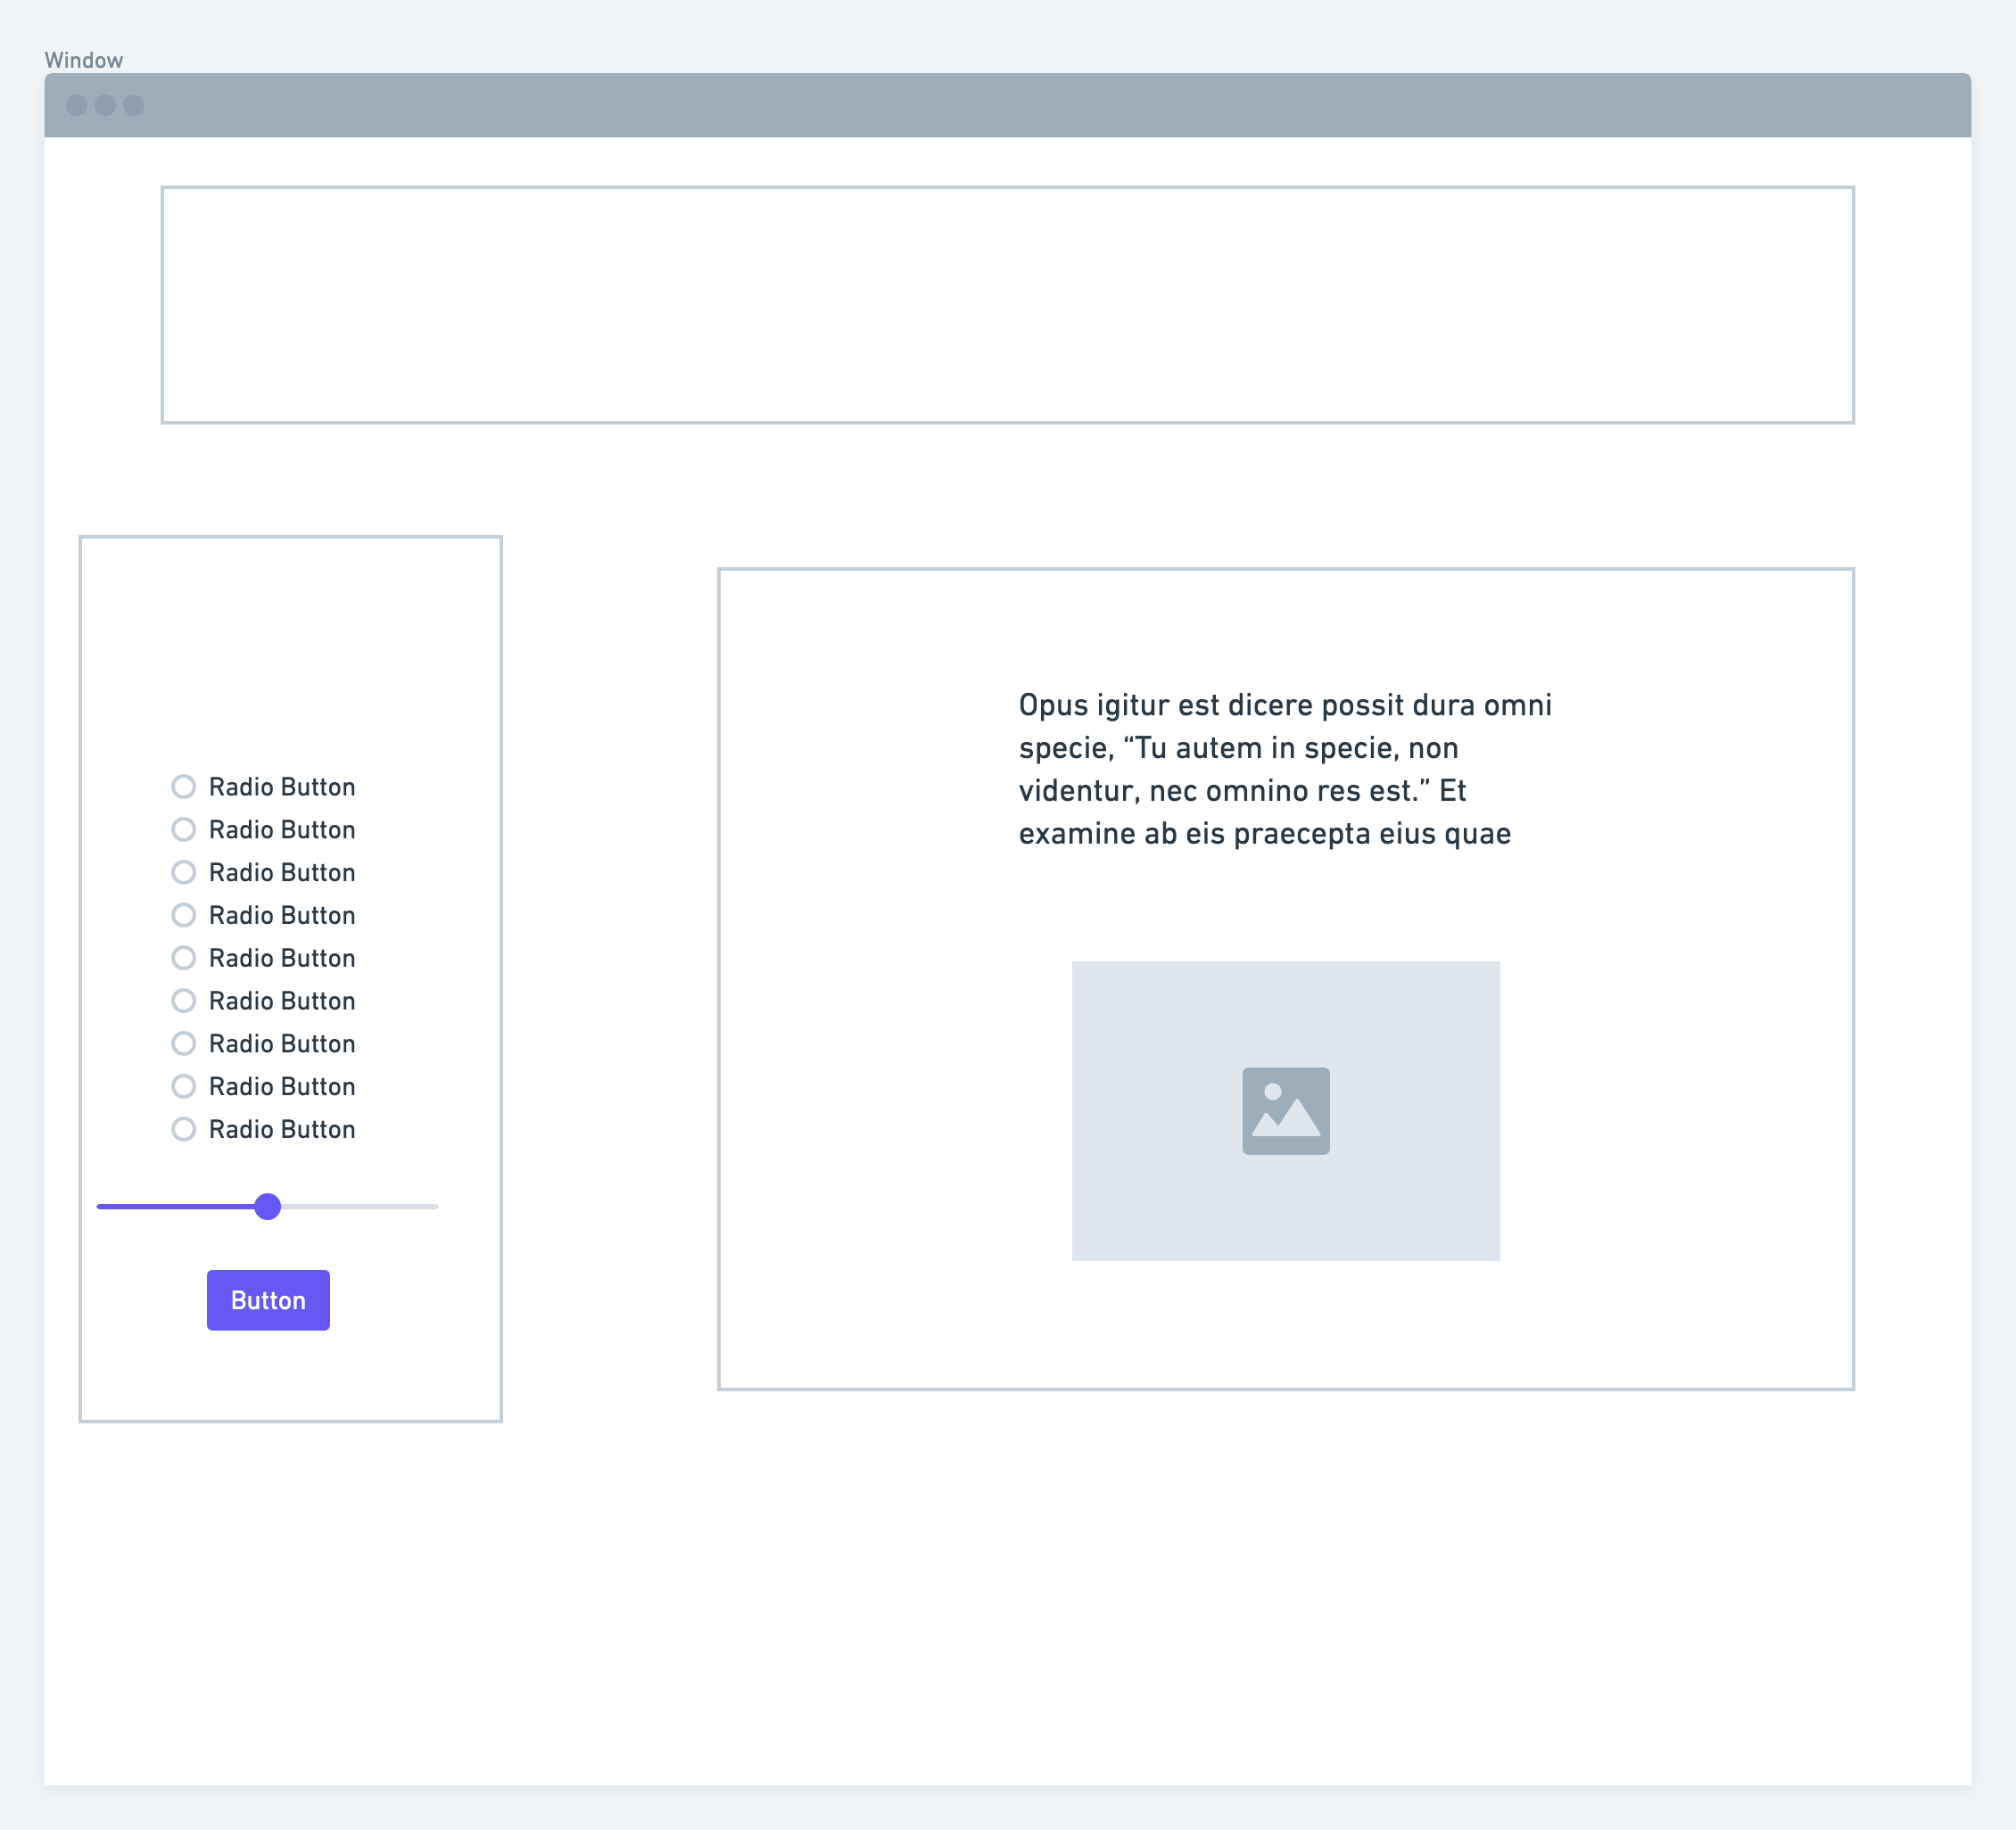 Window
Radio Button
Radio Button
Radio Button
Radio Button
Radio Button
Radio Button
Radio Button
Radio Button
Radio Button
Button
Opus igitur est dicere possit dura omni
specie, “Tu autem in specie, non
videntur, nec omnino res est.” Et
examine ab eis praecepta eius quae